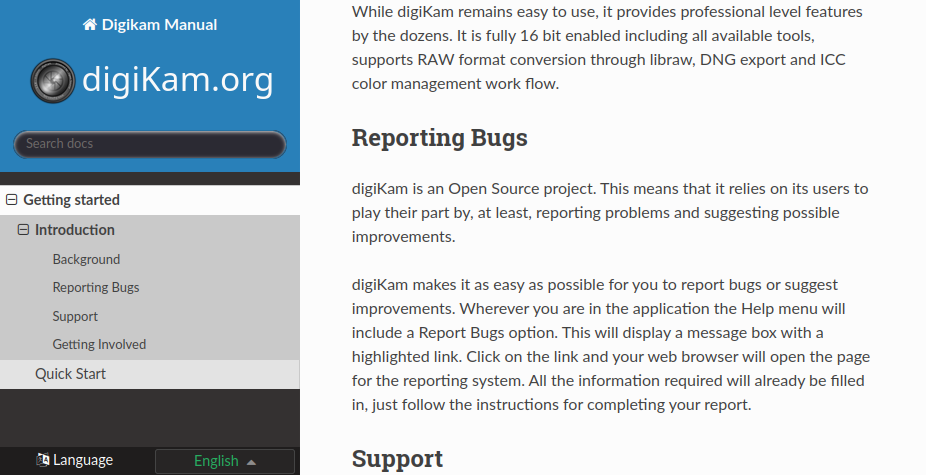 Digikam Manual
digiKam.org
Search docs
Getting started
Introduction
Background
Reporting Bugs
Support
Getting Involved
Quick Start
Language
English
While digiKam remains easy to use, it provides professional level features
by the dozens. It is fully 16 bit enabled including all available tools,
supports RAW format conversion through libraw, DNG export and ICC
color management work flow.
Reporting Bugs
digiKam is an Open Source project. This means that it relies on its users to
play their part by, at least, reporting problems and suggesting possible
improvements.
digiKam makes it as easy as possible for you to report bugs or suggest
improvements. Wherever you are in the application the Help menu will
include a Report Bugs option. This will display a message box with a
highlighted link. Click on the link and your web browser will open the page
for the reporting system. All the information required will already be filled
in, just follow the instructions for completing your report.
Support